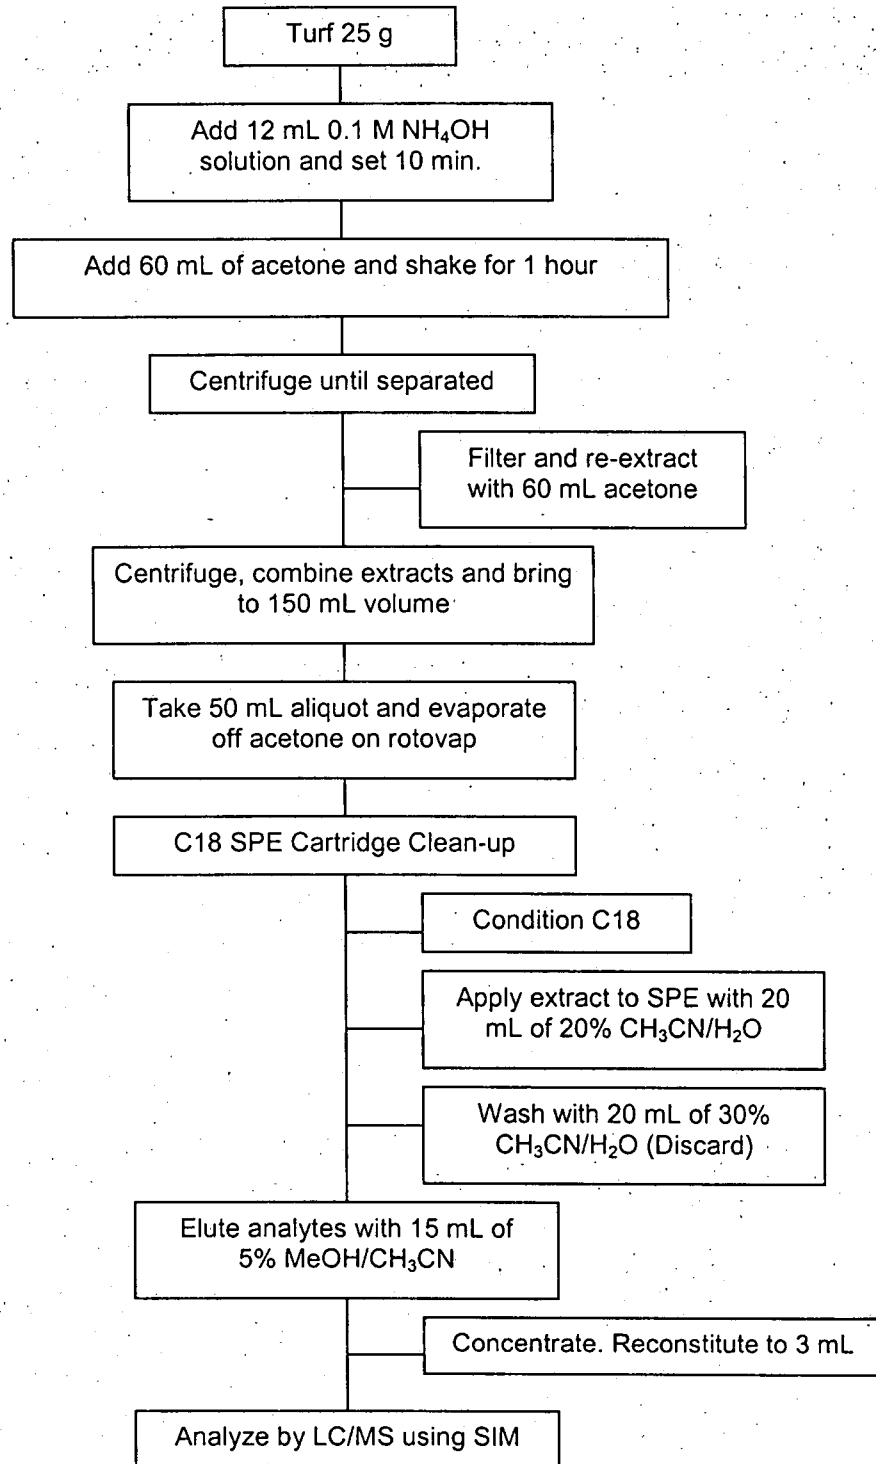 Turf 25 g
Add 12 mL 0.1 M NH₄OH
solution and set 10 min.
Add 60 mL of acetone and shake for 1 hour
Centrifuge until separated
Filter and re-extract
with 60 mL acetone
Centrifuge, combine extracts and bring
to 150 mL volume
Take 50 mL aliquot and evaporate
off acetone on rotovap
C18 SPE Cartridge Clean-up
Condition C18
Apply extract to SPE with 20
mL of 20% CH₃CN/H₂O
Wash with 20 mL of 30%
CH₃CN/H₂O (Discard)
Elute analytes with 15 mL of
5% MeOH/CH₃CN
Concentrate. Reconstitute to 3 mL
Analyze by LC/MS using SIM